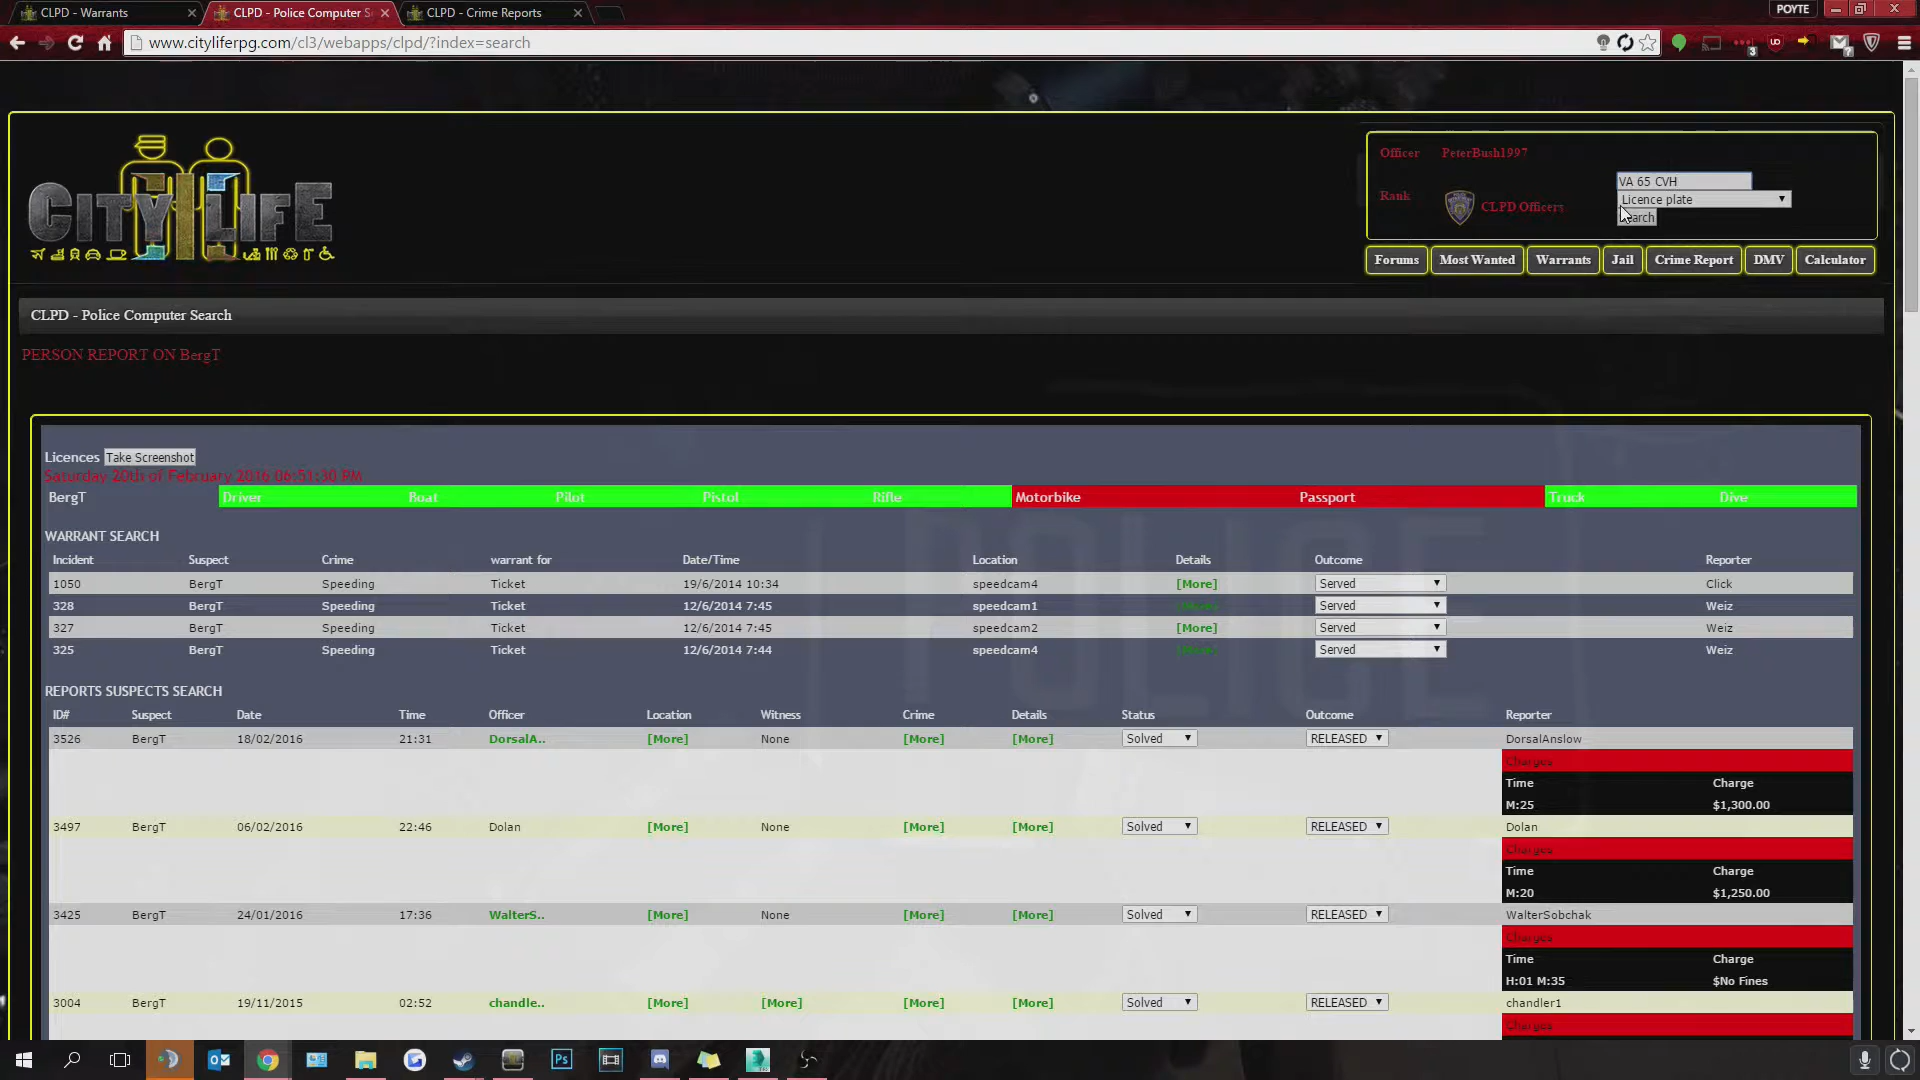 CLPD - Warrants
CLPD - Police Computer S
CLPD - Crime Reports
POYTE
www.cityliferpg.com/cl3/webapps/clpd/?index=search
CITY LIFE
Officer PeterBush1997
VA 65 CVH
Licence plate
Rank CLPD Officers
Forums Most Wanted Warrants Jail Crime Report DMV Calculator
CLPD - Police Computer Search
PERSON REPORT ON BergT
Licences Take Screenshot
Saturday 20th of February 2016 06:51:30 PM
BergT Driver Boat Pilot Pistol Rifle Motorbike Passport Truck Dive
WARRANT SEARCH
Incident Suspect Crime warrant for Date/Time Location Details Outcome Reporter
1050 BergT Speeding Ticket 19/6/2014 10:34 speedcam4 [More] Served Click
328 BergT Speeding Ticket 12/6/2014 7:45 speedcam1 [More] Served Weiz
327 BergT Speeding Ticket 12/6/2014 7:45 speedcam2 [More] Served Weiz
325 BergT Speeding Ticket 12/6/2014 7:44 speedcam4 [More] Served Weiz
REPORTS SUSPECTS SEARCH
ID# Suspect Date Time Officer Location Witness Crime Details Status Outcome Reporter
3526 BergT 18/02/2016 21:31 DorsalA.. [More] None [More] [More] Solved RELEASED DorsalAnslow
Charges
Time Charge
M:25 $1,300.00
3497 BergT 06/02/2016 22:46 Dolan [More] None [More] [More] Solved RELEASED Dolan
Charges
Time Charge
M:20 $1,250.00
3425 BergT 24/01/2016 17:36 WalterS.. [More] None [More] [More] Solved RELEASED WalterSobchak
Charges
Time Charge
H:01 M:35 $No Fines
3004 BergT 19/11/2015 02:52 chandle.. [More] [More] [More] [More] Solved RELEASED chandler1
Charges
POLICE